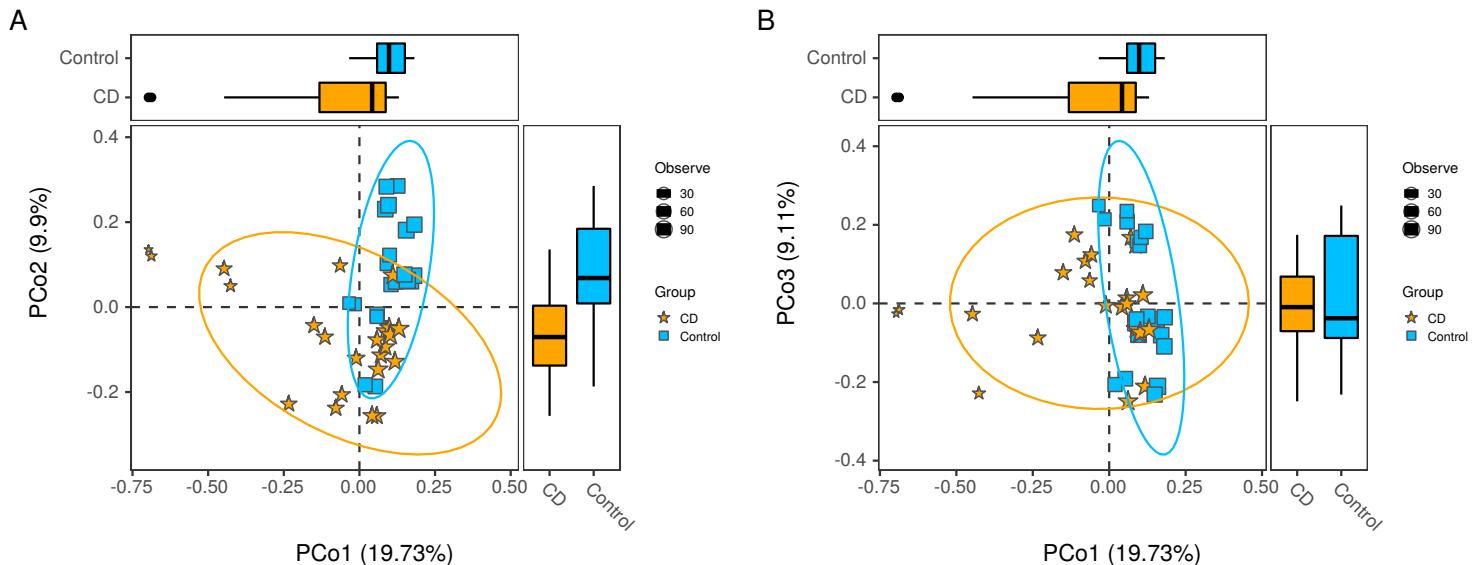 A
Control
CD
0.4
0.2
0.0
-0.2
PCo2 (9.9%)
-0.75
-0.50
-0.25
0.00
0.25
0.50
PCo1 (19.73%)
CD
Control
Observe
30
60
90
Group
CD
Control
B
Control
CD
0.4
0.2
0.0
-0.2
-0.4
PCo3 (9.11%)
-0.75
-0.50
-0.25
0.00
0.25
0.50
PCo1 (19.73%)
CD
Control
Observe
30
60
90
Group
CD
Control